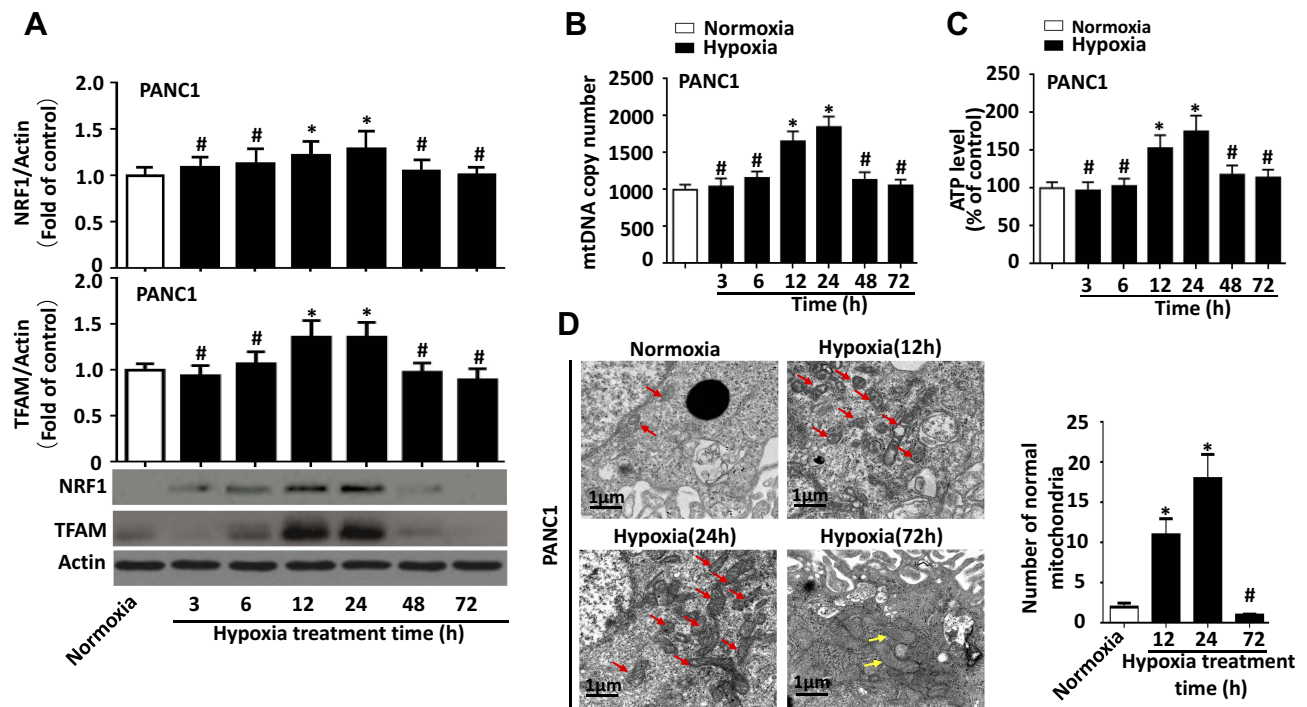 A
PANC1
NRF1/Actin
(Fold of control)
2.0
1.5
1.0
0.5
0
# # * * # #
PANC1
TFAM/Actin
(Fold of control)
2.0
1.5
1.0
0.5
0
# # * * # #
NRF1
TFAM
Actin
Normoxia 3 6 12 24 48 72
Hypoxia treatment time (h)
B
Normoxia
Hypoxia
PANC1
mtDNA copy number
2500
2000
1500
1000
500
0
# # * * # #
3 6 12 24 48 72
Time (h)
C
Normoxia
Hypoxia
PANC1
ATP level
(% of control)
250
200
150
100
50
0
# # * * # #
3 6 12 24 48 72
Time (h)
D
PANC1
Normoxia
1μm
Hypoxia(12h)
1μm
Hypoxia(24h)
1μm
Hypoxia(72h)
1μm
Number of normal
mitochondria
25
20
15
10
5
0
* * #
Normoxia 12 24 72
Hypoxia treatment
time (h)